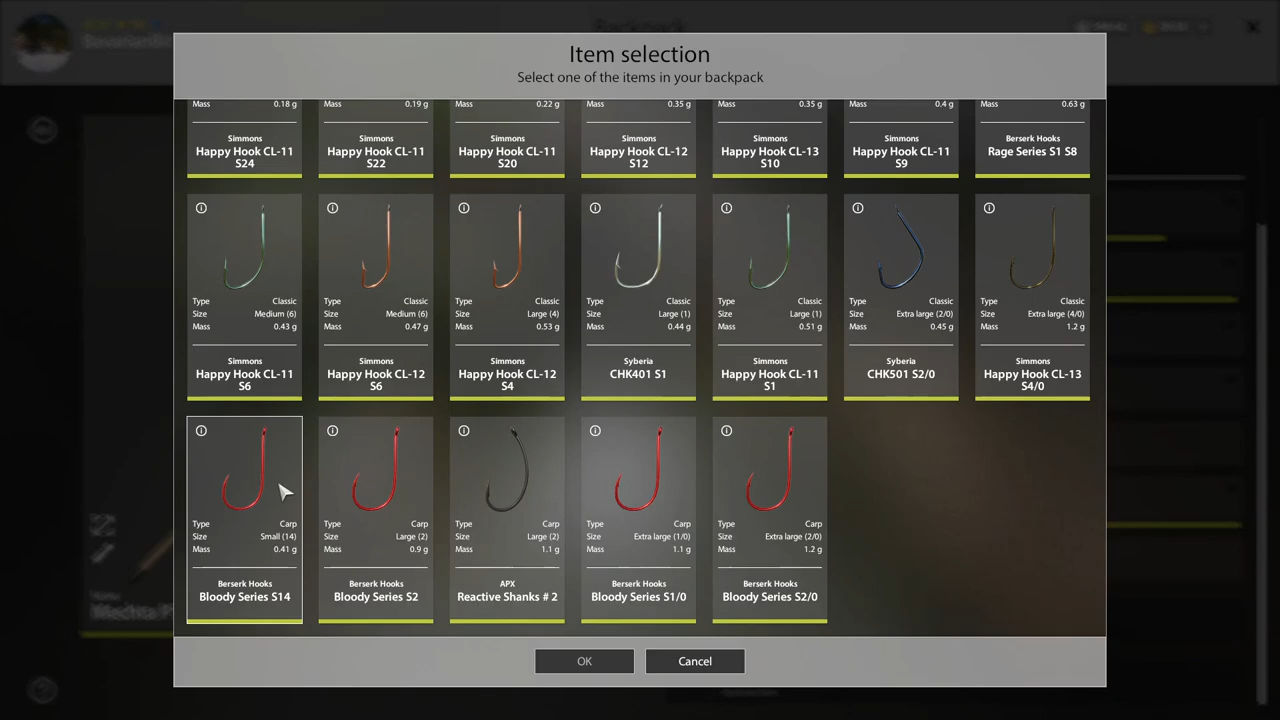 Item selection
Select one of the items in your backpack
Mass 0.18 g
Mass 0.19 g
Mass 0.22 g
Mass 0.35 g
Mass 0.35 g
Mass 0.4 g
Mass 0.63 g
Simmons
Happy Hook CL-11
S24
Simmons
Happy Hook CL-11
S22
Simmons
Happy Hook CL-11
S20
Simmons
Happy Hook CL-12
S12
Simmons
Happy Hook CL-13
S10
Simmons
Happy Hook CL-11
S9
Berserk Hooks
Rage Series S1 S8
Type Classic
Size Medium (6)
Mass 0.43 g
Simmons
Happy Hook CL-11
S6
Type Classic
Size Medium (6)
Mass 0.47 g
Simmons
Happy Hook CL-12
S6
Type Classic
Size Large (4)
Mass 0.53 g
Simmons
Happy Hook CL-12
S4
Type Classic
Size Large (1)
Mass 0.44 g
Syberia
CHK401 S1
Type Classic
Size Large (1)
Mass 0.51 g
Simmons
Happy Hook CL-11
S1
Type Classic
Size Extra large (2/0)
Mass 0.45 g
Syberia
CHK501 S2/0
Type Classic
Size Extra large (4/0)
Mass 1.2 g
Simmons
Happy Hook CL-13
S4/0
Type Carp
Size Small (14)
Mass 0.41 g
Berserk Hooks
Bloody Series S14
Type Carp
Size Large (2)
Mass 0.9 g
Berserk Hooks
Bloody Series S2
Type Carp
Size Large (2)
Mass 1.1 g
APX
Reactive Shanks # 2
Type Carp
Size Extra large (1/0)
Mass 1.1 g
Berserk Hooks
Bloody Series S1/0
Type Carp
Size Extra large (2/0)
Mass 1.2 g
Berserk Hooks
Bloody Series S2/0
OK
Cancel